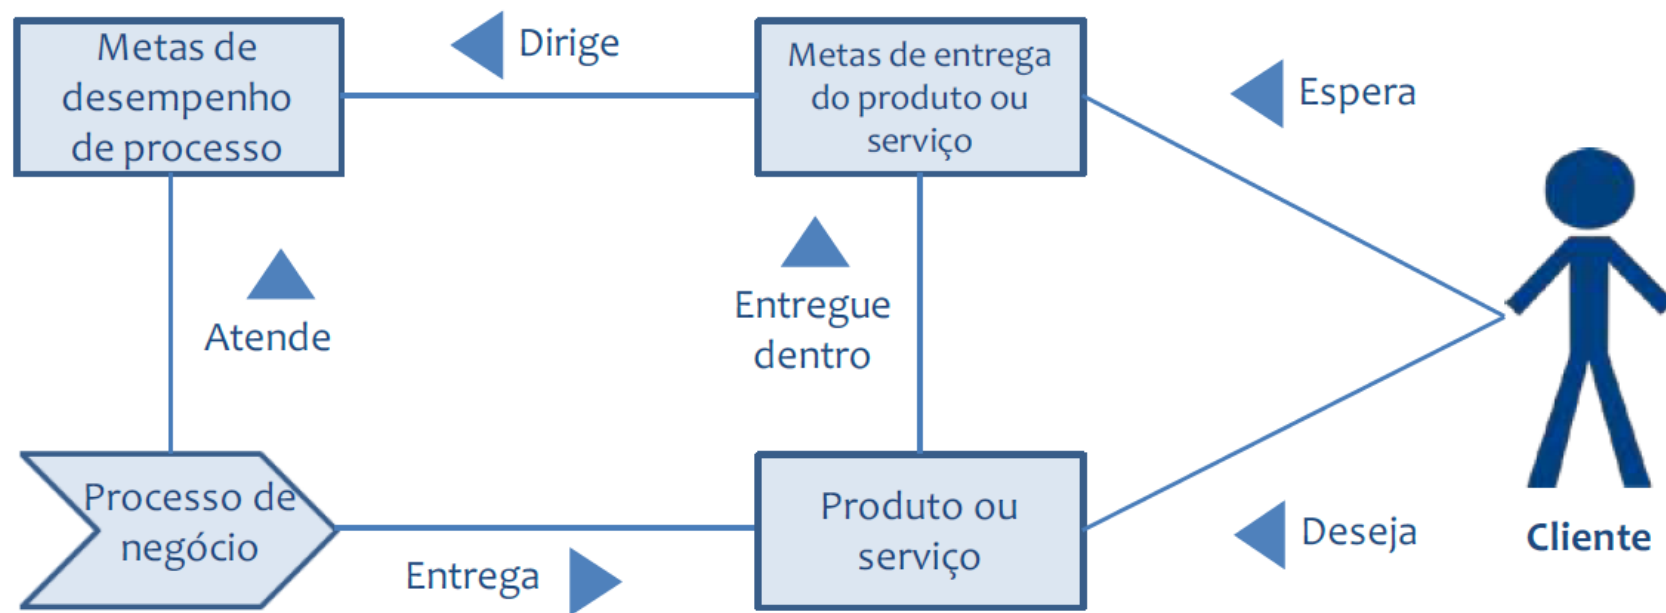 Metas de
desempenho
de processo
Dirige
Metas de entrega
do produto ou
serviço
Espera
Atende
Entregue
dentro
Processo de
negócio
Entrega
Produto ou
serviço
Deseja
Cliente